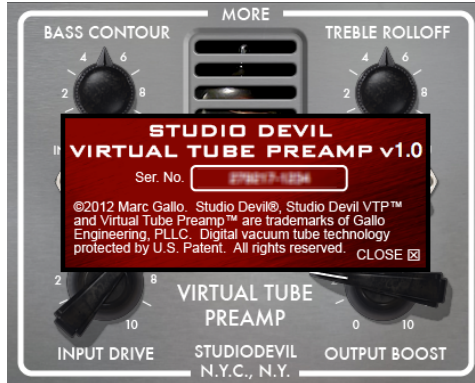 MORE
BASS CONTOUR
TREBLE ROLLOFF
4 6
4 6
2 8
2 8
STUDIO DEVIL
VIRTUAL TUBE PREAMP v1.0
Ser. No.
©2012 Marc Gallo. Studio Devil®, Studio Devil VTP™
and Virtual Tube Preamp™ are trademarks of Gallo
Engineering, PLLC. Digital vacuum tube technology
protected by U.S. Patent. All rights reserved.
CLOSE
2 8
8
VIRTUAL TUBE
PREAMP
10
0 10
INPUT DRIVE
STUDIODEVIL
OUTPUT BOOST
N.Y.C., N.Y.